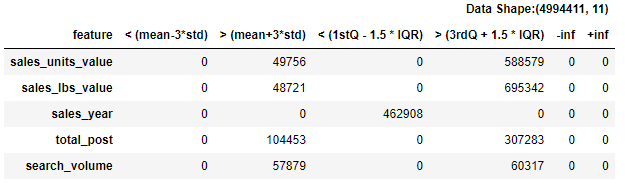 Data Shape:(4994411, 11)
feature < (mean-3*std) > (mean+3*std) < (1stQ - 1.5 * IQR) > (3rdQ + 1.5 * IQR) -inf +inf
sales_units_value 0 49756 0 588579 0 0
sales_lbs_value 0 48721 0 695342 0 0
sales_year 0 0 462908 0 0 0
total_post 0 104453 0 307283 0 0
search_volume 0 57879 0 60317 0 0